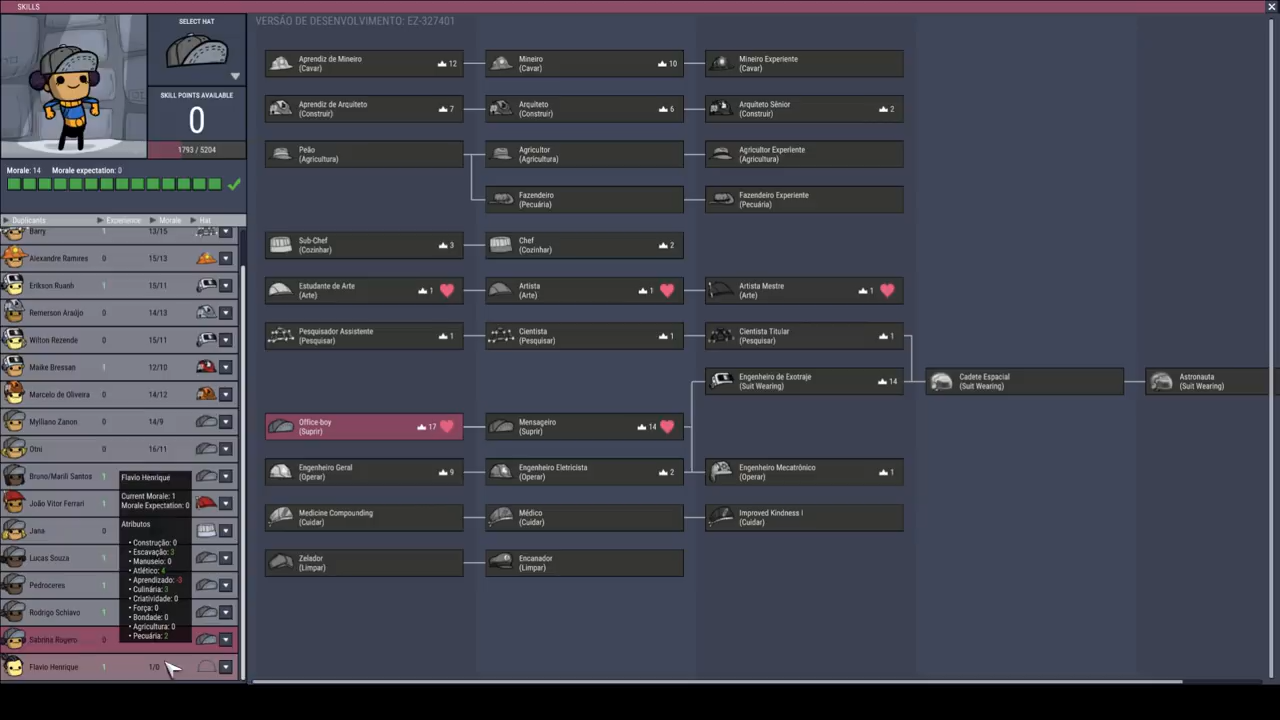 SKILLS
VERSÃO DE DESENVOLVIMENTO: EZ-327401
SELECT HAT
SKILL POINTS AVAILABLE
0
1793 / 5204
Morale: 14 Morale expectation: 0
Duplicants Experience Morale Hat
Barry 1 13/15
Alexandre Ramires 0 15/13
Erikson Ruanh 1 15/11
Remerson Araújo 0 14/13
Wilton Rezende 0 15/11
Maike Bressan 1 12/10
Marcelo de Oliveira 0 14/12
Mylliano Zanon 0 14/9
Otni 0 16/11
Bruno/Marili Santos 1
João Vitor Ferrari 1
Jana 0
Lucas Souza 1
Pedroceres 1
Rodrigo Schiavo 1
Sabrina Royero 0
Flavio Henrique 1 1/0
Flavio Henrique
Current Morale: 1
Morale Expectation: 0
Atributos
• Construção: 0
• Escavação: 3
• Manuseio: 0
• Atlético: 4
• Aprendizado: -3
• Culinária: 3
• Criatividade: 0
• Força: 0
• Bondade: 0
• Agricultura: 0
• Pecuária: 2
Aprendiz de Mineiro
(Cavar) 12
Mineiro
(Cavar) 10
Mineiro Experiente
(Cavar)
Aprendiz de Arquiteto
(Construir) 7
Arquiteto
(Construir) 6
Arquiteto Sênior
(Construir) 2
Peão
(Agricultura)
Agricultor
(Agricultura)
Agricultor Experiente
(Agricultura)
Fazendeiro
(Pecuária)
Fazendeiro Experiente
(Pecuária)
Sub-Chef
(Cozinhar) 3
Chef
(Cozinhar) 2
Estudante de Arte
(Arte) 1
Artista
(Arte) 1
Artista Mestre
(Arte) 1
Pesquisador Assistente
(Pesquisar) 1
Cientista
(Pesquisar) 1
Cientista Titular
(Pesquisar) 1
Engenheiro de Exotraje
(Suit Wearing) 14
Cadete Espacial
(Suit Wearing)
Astronauta
(Suit Wearing)
Office-boy
(Suprir) 17
Mensageiro
(Suprir) 14
Engenheiro Geral
(Operar) 9
Engenheiro Eletricista
(Operar) 2
Engenheiro Mecatrônico
(Operar) 1
Medicine Compounding
(Cuidar)
Médico
(Cuidar)
Improved Kindness I
(Cuidar)
Zelador
(Limpar)
Encanador
(Limpar)